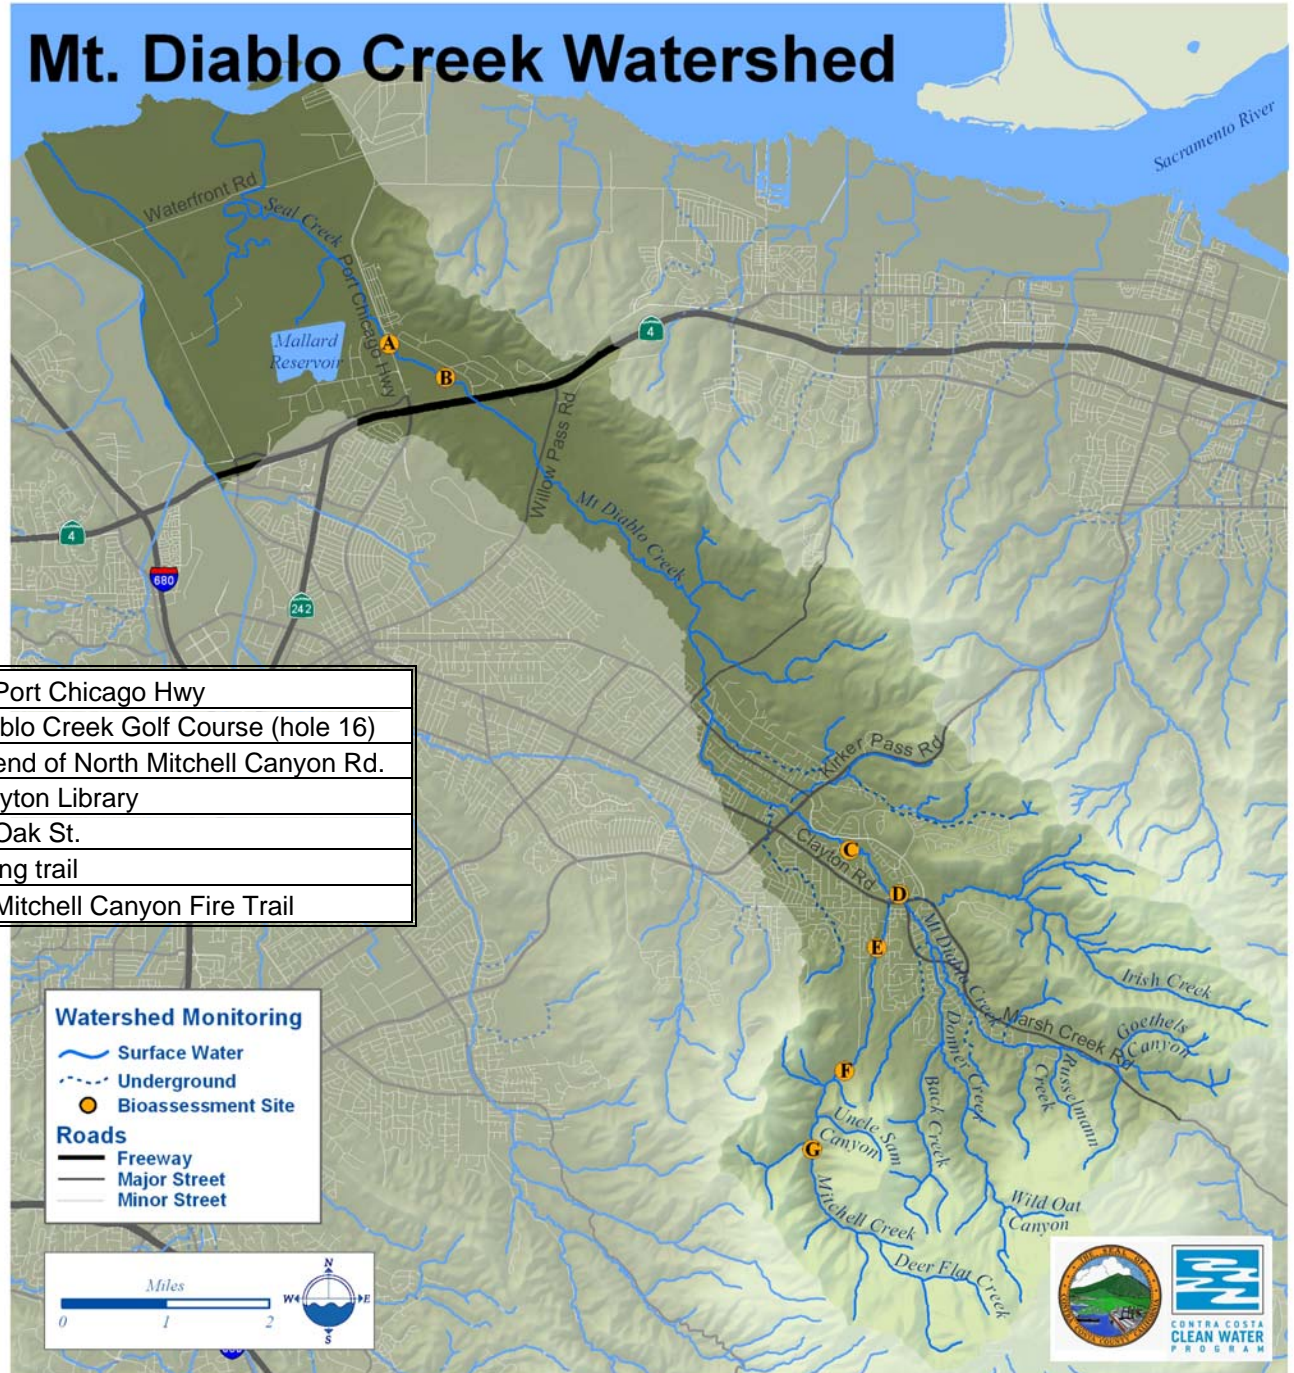 Mt. Diablo Creek Watershed
Sacramento River
Waterfront Rd
Seal Creek
Port Chicago Hwy
Mallard
Reservoir
A
B
4
Willow Pass Rd
Mt Diablo Creek
4
680
242
Port Chicago Hwy
blo Creek Golf Course (hole 16)
end of North Mitchell Canyon Rd.
yton Library
Oak St.
ng trail
Mitchell Canyon Fire Trail
Kirker Pass Rd
Clayton Rd
C
D
E
Mt Diablo Creek
Irish Creek
Marsh Creek Rd
Goethels
Canyon
Donner Creek
Russelmann
Creek
Back Creek
F
Uncle Sam
Canyon
G
Mitchell Creek
Wild Oat
Canyon
Deer Flat Creek
Watershed Monitoring
Surface Water
Underground
Bioassessment Site
Roads
Freeway
Major Street
Minor Street
Miles
0 1 2
N
W E
S
CONTRA COSTA
CLEAN WATER
PROGRAM